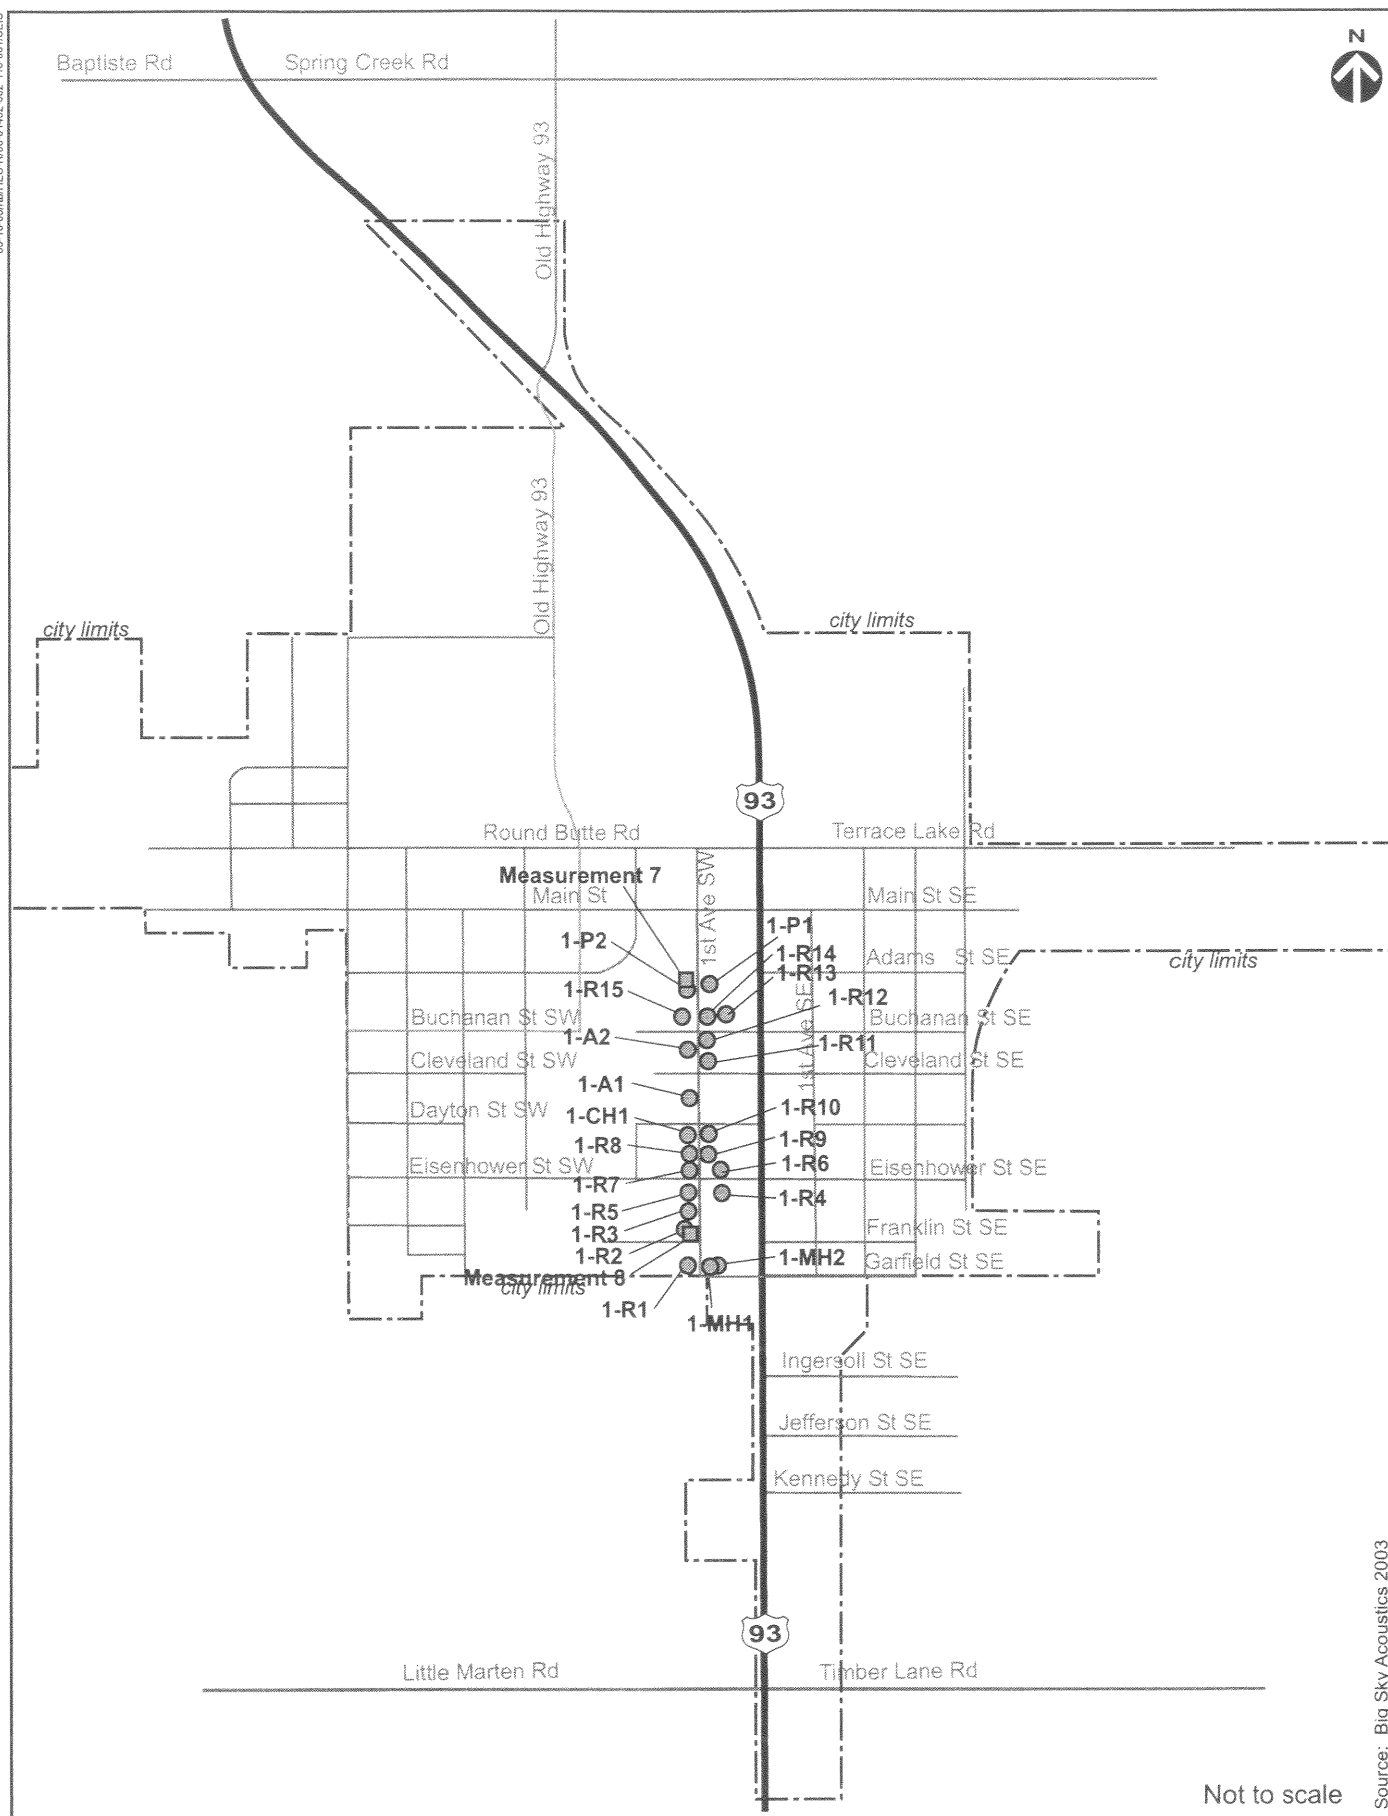 N
Baptiste Rd
Spring Creek Rd
Old Highway 93
Old Highway 93
city limits
city limits
93
Round Butte Rd
Terrace Lake Rd
Measurement 7
1st Ave SW
Main St
Main St SE
1-P1
1-P2
1-R14
Adams St SE
city limits
1-R13
1-R15
1-R12
1st Ave SE
Buchanan St SW
Buchanan St SE
1-A2
1-R11
Cleveland St SW
Cleveland St SE
1-A1
Dayton St SW
1-R10
1-CH1
1-R8
1-R9
Eisenhower St SW
1-R6
Eisenhower St SE
1-R7
1-R4
1-R5
1-R3
Franklin St SE
1-R2
1-MH2
Garfield St SE
Measurement 8
city limits
1-R1
1-MH1
Ingersoll St SE
Jefferson St SE
Kennedy St SE
93
Little Marten Rd
Timber Lane Rd
Not to scale
Source: Big Sky Acoustics 2003